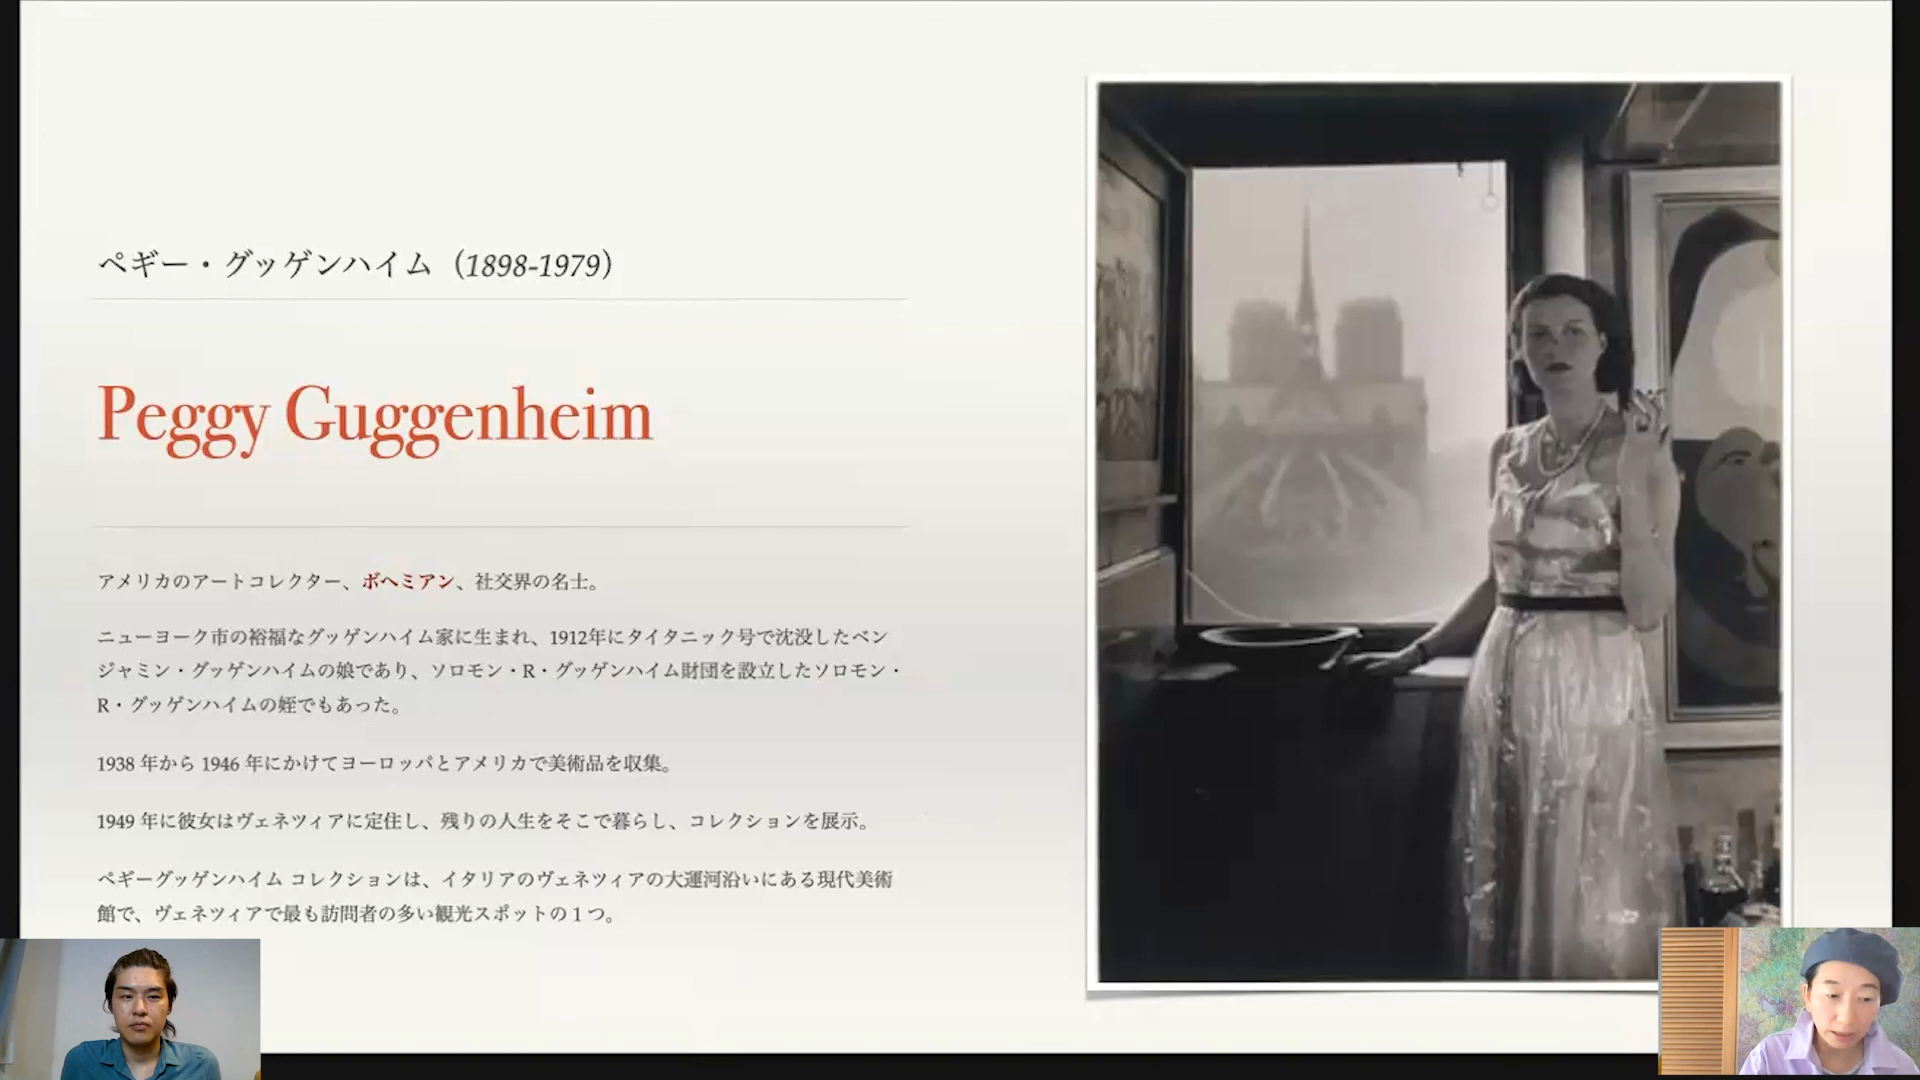 ペギー・グッゲンハイム（1898-1979）
Peggy Guggenheim
アメリカのアートコレクター、ボヘミアン、社交界の名士。
ニューヨーク市の裕福なグッゲンハイム家に生まれ、1912年にタイタニック号で沈没したベン
ジャミン・グッゲンハイムの娘であり、ソロモン・R・グッゲンハイム財団を設立したソロモン・
R・グッゲンハイムの姪でもあった。
1938 年から 1946 年にかけてヨーロッパとアメリカで美術品を収集。
1949 年に彼女はヴェネツィアに定住し、残りの人生をそこで暮らし、コレクションを展示。
ペギーグッゲンハイム コレクションは、イタリアのヴェネツィアの大運河沿いにある現代美術
館で、ヴェネツィアで最も訪問者の多い観光スポットの 1 つ。